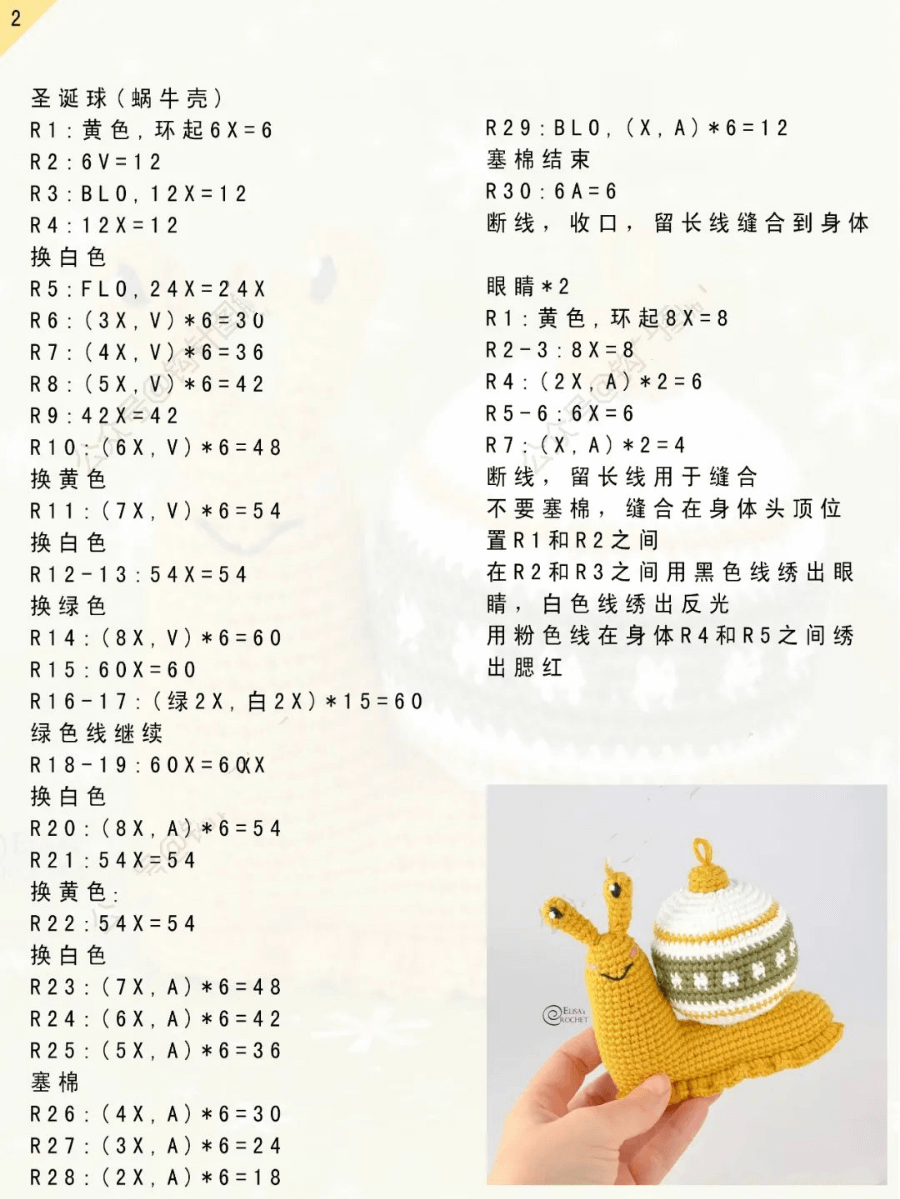 2
圣诞球(蜗牛壳)
R1:黄色,环起6X=6
R2:6V=12
R3:BLO,12X=12
R4:12X=12
换白色
R5:FLO,24X=24X
R6:(3X,V)*6=30
R7:(4X,V)*6=36
R8:(5X,V)*6=42
R9:42X=42
R10:(6X,V)*6=48
换黄色
R11:(7X,V)*6=54
换白色
R12-13:54X=54
换绿色
R14:(8X,V)*6=60
R15:60X=60
R16-17:(绿2X,白2X)*15=60
绿色线继续
R18-19:60X=60XX
换白色
R20:(8X,A)*6=54
R21:54X=54
换黄色:
R22:54X=54
换白色
R23:(7X,A)*6=48
R24:(6X,A)*6=42
R25:(5X,A)*6=36
塞棉
R26:(4X,A)*6=30
R27:(3X,A)*6=24
R28:(2X,A)*6=18
R29:BLO,(X,A)*6=12
塞棉结束
R30:6A=6
断线，收口，留长线缝合到身体
眼睛*2
R1:黄色,环起8X=8
R2-3:8X=8
R4:(2X,A)*2=6
R5-6:6X=6
R7:(X,A)*2=4
断线，留长线用于缝合
不要塞棉，缝合在身体头顶位
置R1和R2之间
在R2和R3之间用黑色线绣出眼
睛，白色线绣出反光
用粉色线在身体R4和R5之间绣
出腮红
ELISA's
CROCHET